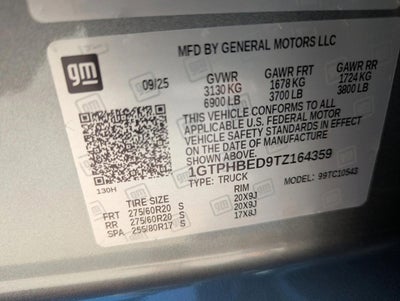 gm
MFD BY GENERAL MOTORS LLC
09/25 GVWR GAWR FRT GAWR RR
3130 KG 1678 KG 1724 KG
6900 LB 3700 LB 3800 LB
THIS VEHICLE CONFORMS TO ALL
APPLICABLE U.S. FEDERAL MOTOR
VEHICLE SAFETY STANDARDS IN
EFFECT ON THE DATE OF
MANUFACTURE SHOWN ABOVE.
1GTPHBED9TZ164359
130H TYPE: TRUCK MODEL: 99TC10543
TIRE SIZE RIM
FRT 275/60R20 S 20X9J
RR 275/60R20 S 20X9J
SPA 255/80R17 S 17X8J